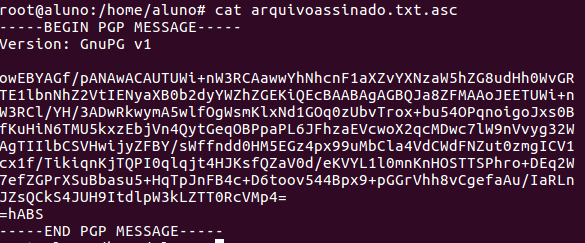 root@aluno:/home/aluno# cat arquivoassinado.txt.asc
-----BEGIN PGP MESSAGE-----
Version: GnuPG v1
owEBYAGf/pANAwACAUTUWi+nW3RCAawwYhNhcnF1aXZvYXNzaW5hZG8udHh0WvGR
TE1lbnNhZ2VtIENyaXB0b2dyYWZhZGEKiQEcBAABAgAGBQJa8ZFMAAoJEETUWi+n
W3RCl/YH/3ADwRkwymA5wlfOgWsmKlxNd1GOq0zUbvTrox+bu54OPqnoigoJxs0B
fKuHiN6TMU5kxzEbjVn4QytGeqOBPpaPL6JFhzaEVcwoX2qcMDwc7lW9nVvyg32W
AgTIIlbCSVHwijyZFBY/sWffndd0HM5EGz4px99uMbCla4VdCWdFNZut0zmgICV1
cx1f/TikiqnKjTQPI0qlqjt4HJKsfQZaV0d/eKVYL1l0mnKnHOSTTSPhro+DEq2W
7efZGPrXSuBbasu5+HqTpJnFB4c+D6toov544Bpx9+pGGrVhh8vCgefaAu/IaRLn
JZsQCkS4JUH9ItdlpW3kLZTT0RcVMp4=
=hABS
-----END PGP MESSAGE-----